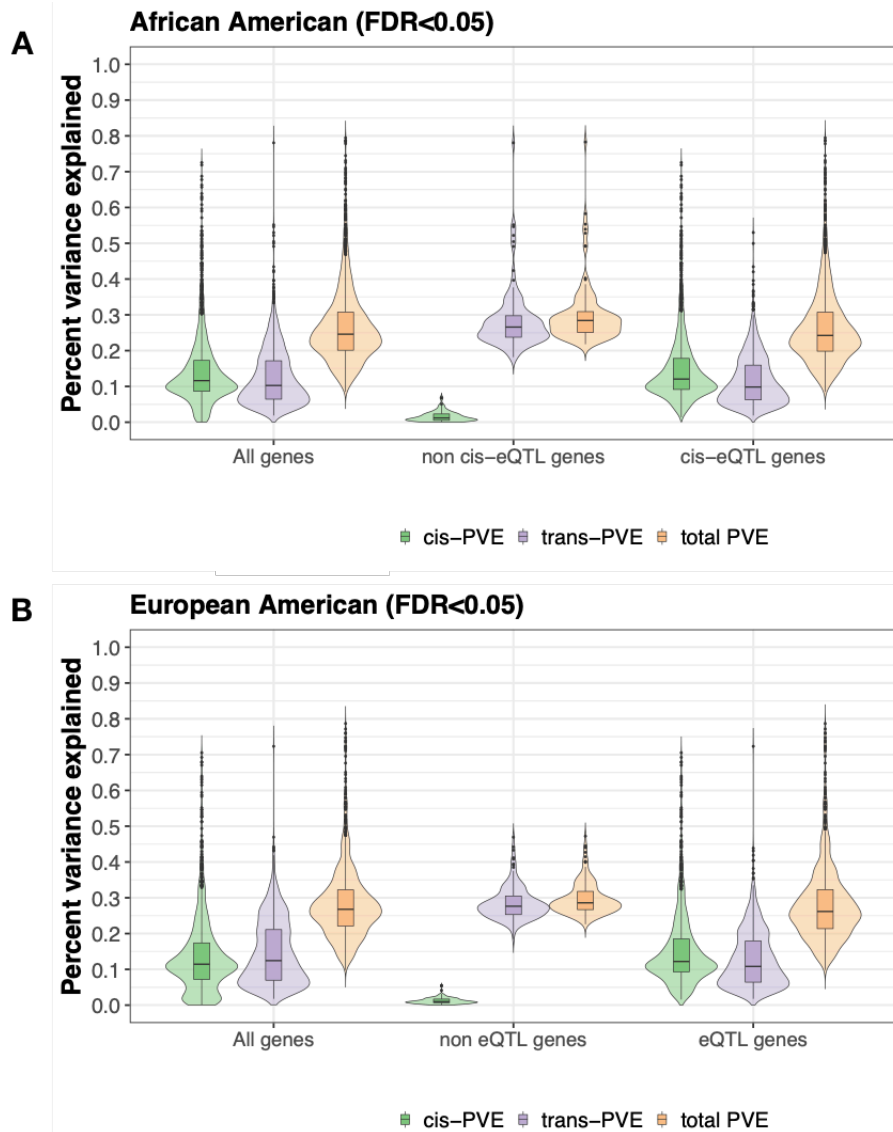 A
African American (FDR<0.05)
Percent variance explained
1.0
0.9
0.8
0.7
0.6
0.5
0.4
0.3
0.2
0.1
0.0
All genes non cis−eQTL genes cis−eQTL genes
cis−PVE trans−PVE total PVE
B
European American (FDR<0.05)
Percent variance explained
1.0
0.9
0.8
0.7
0.6
0.5
0.4
0.3
0.2
0.1
0.0
All genes non eQTL genes eQTL genes
cis−PVE trans−PVE total PVE